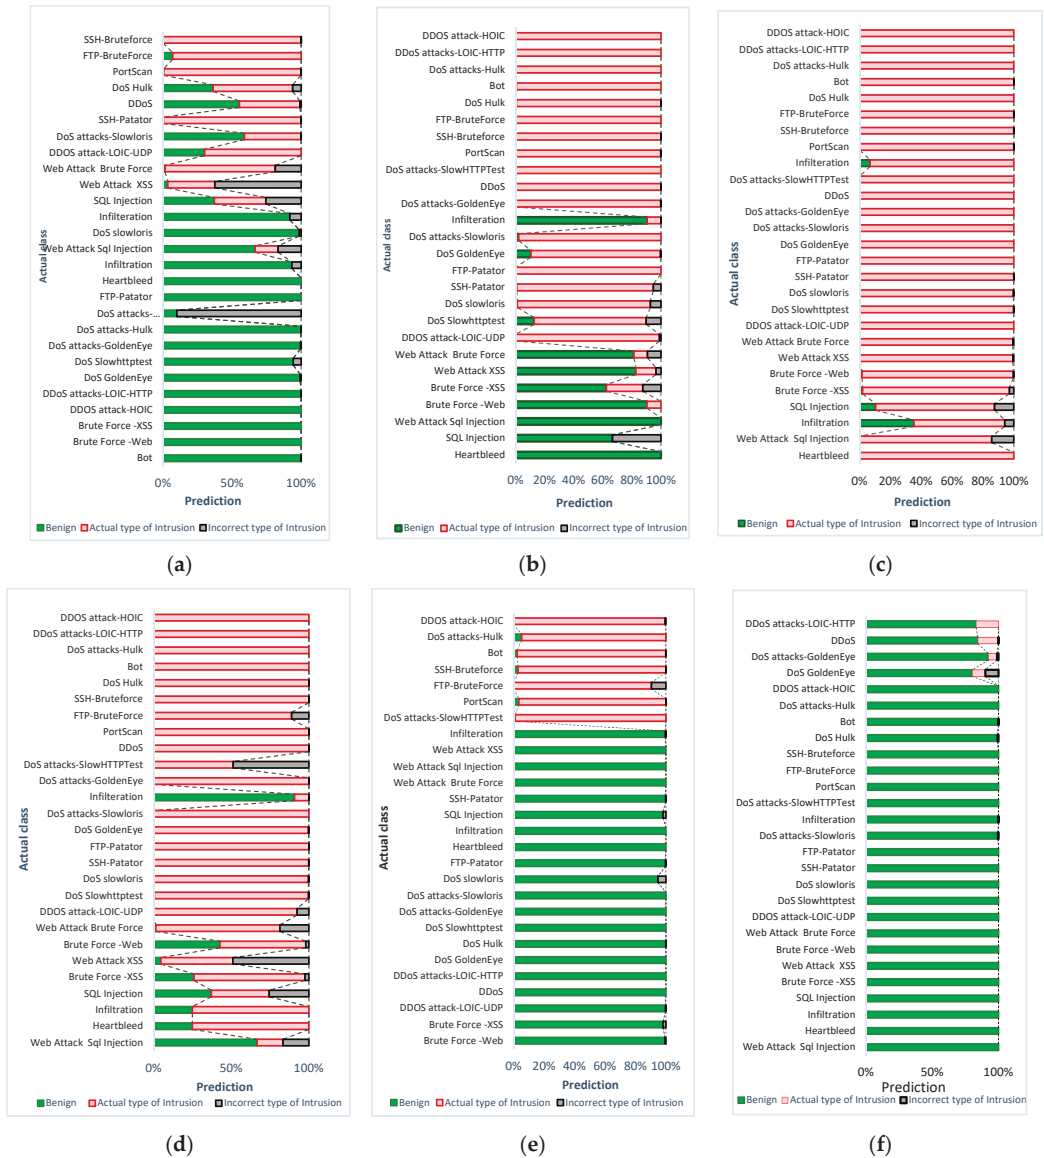 SSH-Bruteforce
FTP-BruteForce
PortScan
DoS Hulk
DDoS
SSH-Patator
DoS attacks-Slowloris
DDOS attack-LOIC-UDP
Web Attack Brute Force
Web Attack XSS
SQL Injection
Infilteration
DoS slowloris
Web Attack Sql Injection
Infiltration
Heartbleed
FTP-Patator
DoS attacks-...
DoS attacks-Hulk
DoS attacks-GoldenEye
DoS Slowhttptest
DoS GoldenEye
DDoS attacks-LOIC-HTTP
DDOS attack-HOIC
Brute Force -XSS
Brute Force -Web
Bot
Actual class
0% 50% 100%
Prediction
Benign Actual type of Intrusion Incorrect type of Intrusion
(a)
DDOS attack-HOIC
DDoS attacks-LOIC-HTTP
DoS attacks-Hulk
Bot
DoS Hulk
FTP-BruteForce
SSH-Bruteforce
PortScan
DoS attacks-SlowHTTPTest
DDoS
DoS attacks-GoldenEye
Infilteration
DoS attacks-Slowloris
DoS GoldenEye
FTP-Patator
SSH-Patator
DoS slowloris
DoS Slowhttptest
DDOS attack-LOIC-UDP
Web Attack Brute Force
Web Attack XSS
Brute Force -XSS
Brute Force -Web
Web Attack Sql Injection
SQL Injection
Heartbleed
Actual class
0% 20% 40% 60% 80% 100%
Prediction
Benign Actual type of Intrusion Incorrect type of Intrusion
(b)
DDOS attack-HOIC
DDoS attacks-LOIC-HTTP
DoS attacks-Hulk
Bot
DoS Hulk
FTP-BruteForce
SSH-Bruteforce
PortScan
Infilteration
DoS attacks-SlowHTTPTest
DDoS
DoS attacks-GoldenEye
DoS attacks-Slowloris
DoS GoldenEye
FTP-Patator
SSH-Patator
DoS slowloris
DoS Slowhttptest
DDOS attack-LOIC-UDP
Web Attack Brute Force
Web Attack XSS
Brute Force -Web
Brute Force -XSS
SQL Injection
Infiltration
Web Attack Sql Injection
Heartbleed
Actual class
0% 20% 40% 60% 80% 100%
Prediction
Benign Actual type of Intrusion Incorrect type of Intrusion
(c)
DDOS attack-HOIC
DDoS attacks-LOIC-HTTP
DoS attacks-Hulk
Bot
DoS Hulk
SSH-Bruteforce
FTP-BruteForce
PortScan
DDoS
DoS attacks-SlowHTTPTest
DoS attacks-GoldenEye
Infilteration
DoS attacks-Slowloris
DoS GoldenEye
FTP-Patator
SSH-Patator
DoS slowloris
DoS Slowhttptest
DDOS attack-LOIC-UDP
Web Attack Brute Force
Brute Force -Web
Web Attack XSS
Brute Force -XSS
SQL Injection
Infiltration
Heartbleed
Web Attack Sql Injection
Actual class
0% 50% 100%
Prediction
Benign Actual type of Intrusion Incorrect type of Intrusion
(d)
DDOS attack-HOIC
DoS attacks-Hulk
Bot
SSH-Bruteforce
FTP-BruteForce
PortScan
DoS attacks-SlowHTTPTest
Infilteration
Web Attack XSS
Web Attack Sql Injection
Web Attack Brute Force
SSH-Patator
SQL Injection
Infiltration
Heartbleed
FTP-Patator
DoS slowloris
DoS attacks-Slowloris
DoS attacks-GoldenEye
DoS Slowhttptest
DoS Hulk
DoS GoldenEye
DDoS attacks-LOIC-HTTP
DDoS
DDOS attack-LOIC-UDP
Brute Force -XSS
Brute Force -Web
Actual class
0% 20% 40% 60% 80% 100%
Prediction
Benign Actual type of Intrusion Incorrect type of Intrusion
(e)
DDoS attacks-LOIC-HTTP
DDoS
DoS attacks-GoldenEye
DoS GoldenEye
DDOS attack-HOIC
DoS attacks-Hulk
Bot
DoS Hulk
SSH-Bruteforce
FTP-BruteForce
PortScan
DoS attacks-SlowHTTPTest
Infilteration
DoS attacks-Slowloris
FTP-Patator
SSH-Patator
DoS slowloris
DoS Slowhttptest
DDOS attack-LOIC-UDP
Web Attack Brute Force
Brute Force -Web
Web Attack XSS
Brute Force -XSS
SQL Injection
Infiltration
Heartbleed
Web Attack Sql Injection
0% 50% 100%
Prediction
Benign Actual type of Intrusion Incorrect type of Intrusion
(f)